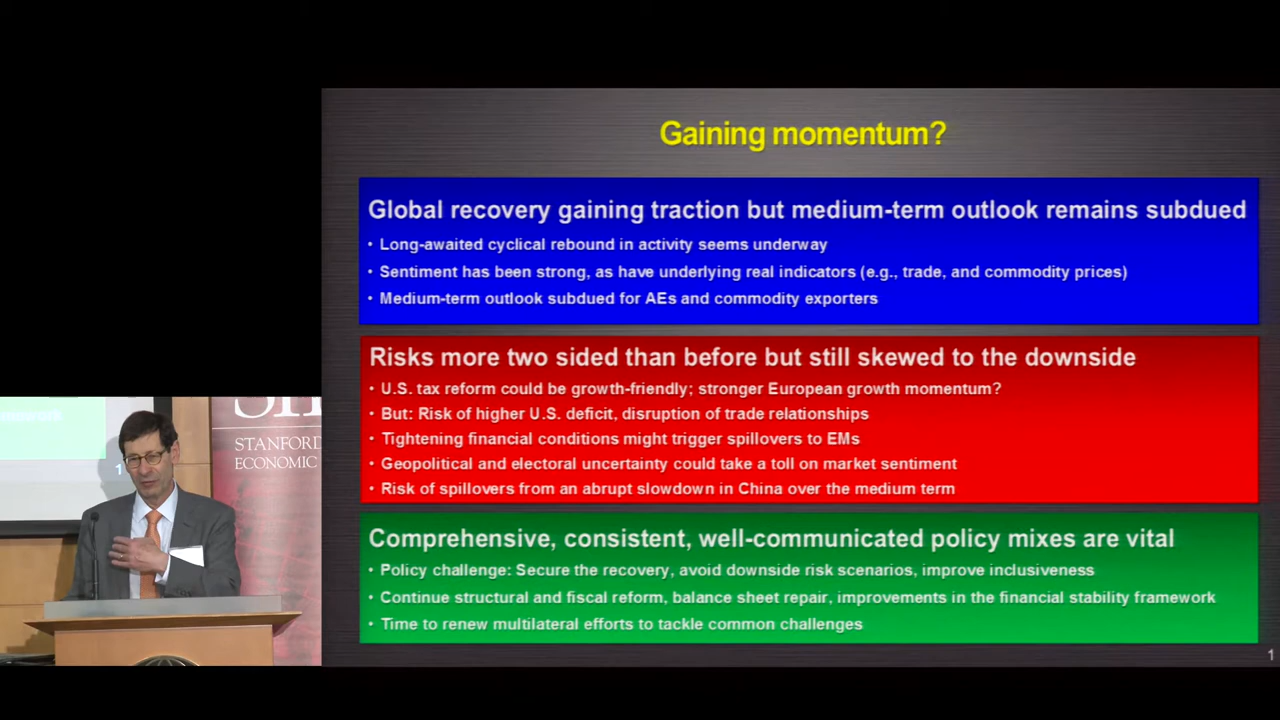 Gaining momentum?
Global recovery gaining traction but medium-term outlook remains subdued
• Long-awaited cyclical rebound in activity seems underway
• Sentiment has been strong, as have underlying real indicators (e.g., trade, and commodity prices)
• Medium-term outlook subdued for AEs and commodity exporters
Risks more two sided than before but still skewed to the downside
• U.S. tax reform could be growth-friendly; stronger European growth momentum?
• But: Risk of higher U.S. deficit, disruption of trade relationships
• Tightening financial conditions might trigger spillovers to EMs
• Geopolitical and electoral uncertainty could take a toll on market sentiment
• Risk of spillovers from an abrupt slowdown in China over the medium term
Comprehensive, consistent, well-communicated policy mixes are vital
• Policy challenge: Secure the recovery, avoid downside risk scenarios, improve inclusiveness
• Continue structural and fiscal reform, balance sheet repair, improvements in the financial stability framework
• Time to renew multilateral efforts to tackle common challenges
1
STANFORD
ECONOMIC
1